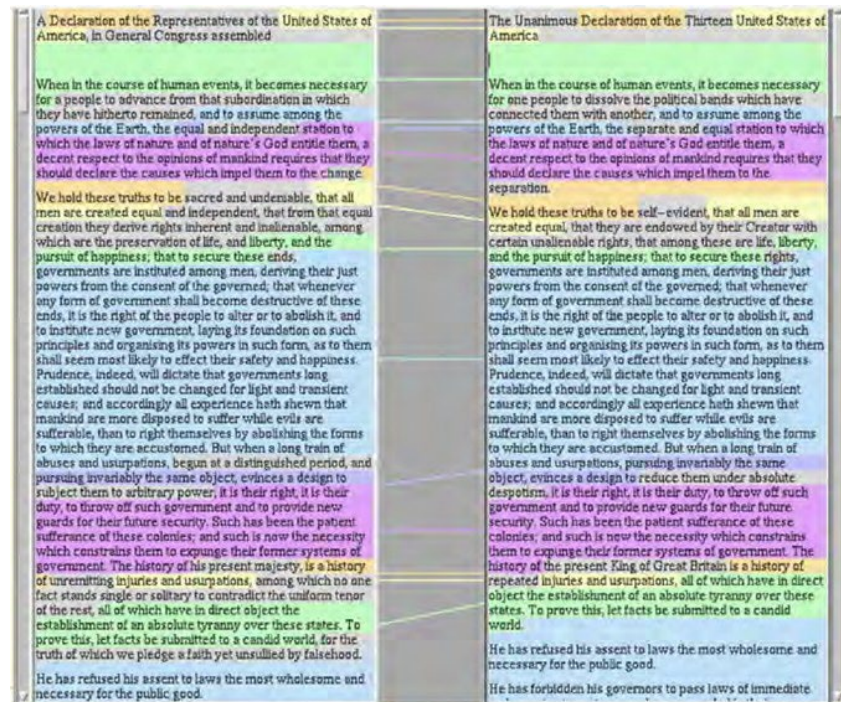 A Declaration of the Representatives of the United States of
America, in General Congress assembled
When in the course of human events, it becomes necessary
for a people to advance from that subordination in which
they have hitherto remained, and to assume among the
powers of the Earth, the equal and independent station to
which the laws of nature and of nature's God entitle them, a
decent respect to the opinions of mankind requires that they
should declare the causes which impel them to the change.
We hold these truths to be sacred and undeniable, that all
men are created equal and independent, that from that equal
creation they derive rights inherent and inalienable, among
which are the preservation of life, and liberty, and the
pursuit of happiness; that to secure these ends,
governments are instituted among men, deriving their just
powers from the consent of the governed; that whenever
any form of government shall become destructive of these
ends, it is the right of the people to alter or to abolish it, and
to institute new government, laying its foundation on such
principles and organising its powers in such form, as to them
shall seem most likely to effect their safety and happiness.
Prudence, indeed, will dictate that governments long
established should not be changed for light and transient
causes; and accordingly all experience hath shewn that
mankind are more disposed to suffer while evils are
sufferable, than to right themselves by abolishing the forms
to which they are accustomed. But when a long train of
abuses and usurpations, begun at a distinguished period, and
pursuing invariably the same object, evinces a design to
subject them to arbitrary power, it is their right, it is their
duty, to throw off such government and to provide new
guards for their future security. Such has been the patient
sufferance of these colonies; and such is now the necessity
which constrains them to expunge their former systems of
government. The history of his present majesty, is a history
of unremitting injuries and usurpations, among which no one
fact stands single or solitary to contradict the uniform tenor
of the rest, all of which have in direct object the
establishment of an absolute tyranny over these states. To
prove this, let facts be submitted to a candid world, for the
truth of which we pledge a faith yet unsullied by falsehood.
He has refused his assent to laws the most wholesome and
necessary for the public good.
The Unanimous Declaration of the Thirteen United States of
America
When in the course of human events, it becomes necessary
for one people to dissolve the political bands which have
connected them with another, and to assume among the
powers of the Earth, the separate and equal station to which
the laws of nature and of nature's God entitle them, a
decent respect to the opinions of mankind requires that they
should declare the causes which impel them to the
separation.
We hold these truths to be self-evident, that all men are
created equal, that they are endowed by their Creator with
certain unalienable rights, that among these are life, liberty,
and the pursuit of happiness; that to secure these rights,
governments are instituted among men, deriving their just
powers from the consent of the governed; that whenever
any form of government shall become destructive of these
ends, it is the right of the people to alter or to abolish it, and
to institute new government, laying its foundation on such
principles and organising its powers in such form, as to them
shall seem most likely to effect their safety and happiness.
Prudence, indeed, will dictate that governments long
established should not be changed for light and transient
causes; and accordingly all experience hath shewn that
mankind are more disposed to suffer while evils are
sufferable, than to right themselves by abolishing the forms
to which they are accustomed. But when a long train of
abuses and usurpations, pursuing invariably the same
object, evinces a design to reduce them under absolute
despotism, it is their right, it is their duty, to throw off such
government and to provide new guards for their future
security. Such has been the patient sufferance of these
colonies; and such is now the necessity which constrains
them to expunge their former systems of government. The
history of the present King of Great Britain is a history of
repeated injuries and usurpations, all of which have in direct
object the establishment of an absolute tyranny over these
states. To prove this, let facts be submitted to a candid
world.
He has refused his assent to laws the most wholesome and
necessary for the public good.
He has forbidden his governors to pass laws of immediate